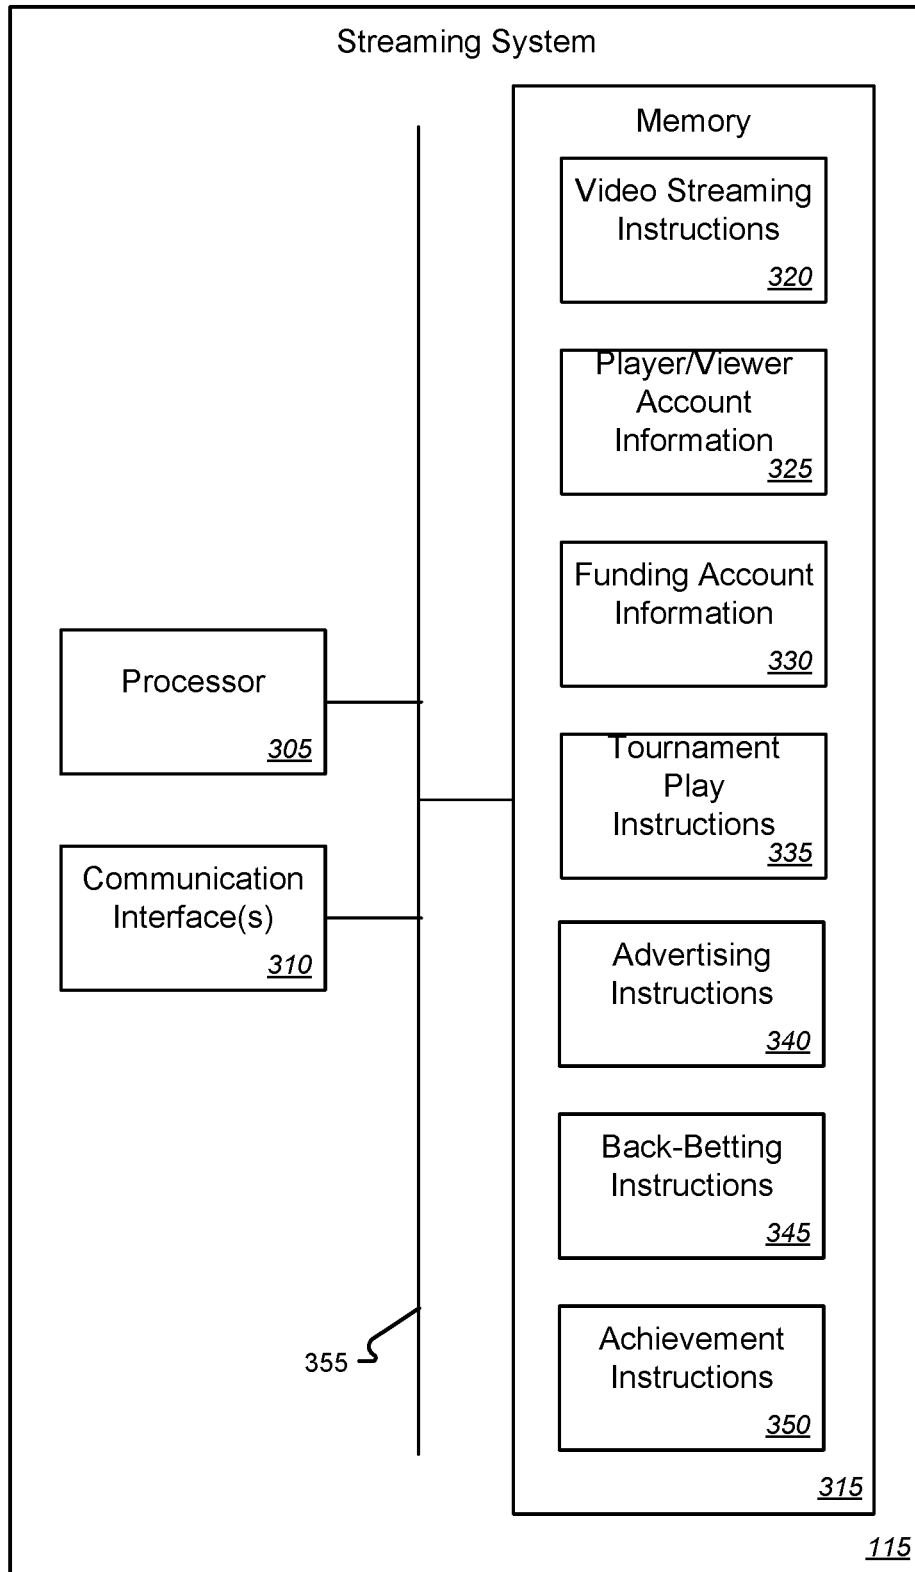 Streaming System
Memory
Video Streaming
Instructions
320
Player/Viewer
Account
Information
325
Funding Account
Information
330
Processor
305
Tournament
Play
Instructions
335
Communication
Interface(s)
310
Advertising
Instructions
340
Back-Betting
Instructions
345
355
Achievement
Instructions
350
315
115